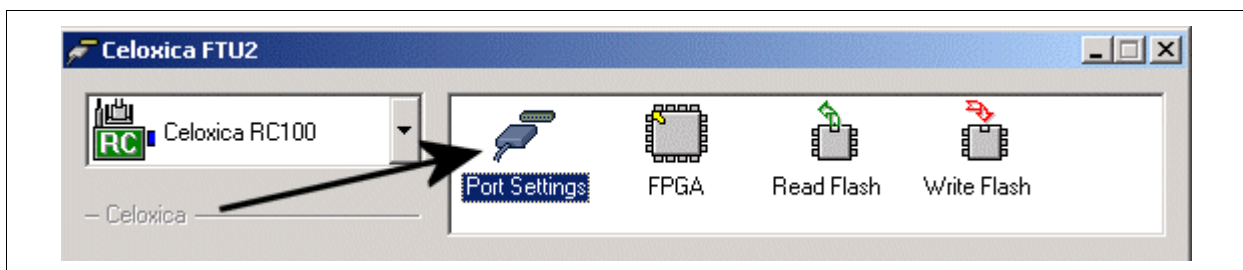 Celoxica FTU2
RC Celoxica RC100
Port Settings FPGA Read Flash Write Flash
Celoxica